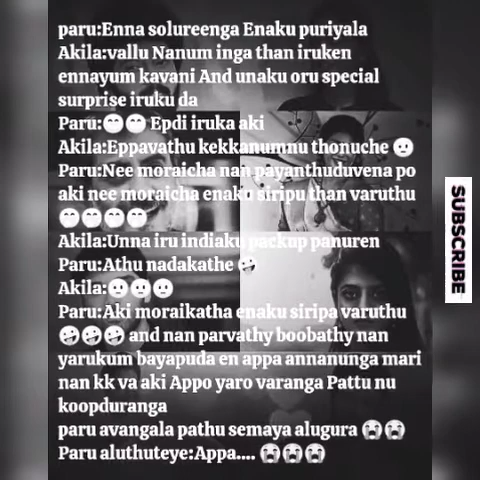 paru:Enna solureenga Enaku puriyala
Akila:vallu Nanum inga than iruken
ennayum kavani And unaku oru special
surprise iruku da
Paru:😁😁 Epdi iruka aki
Akila:Eppavathu kekkanumnu thonuche 🙁
Paru:Nee moraicha nan payanthuduvena po
aki nee moraicha enaku siripu than varuthu
😁😁😁😁
Akila:Unna iru indiaku packup panuren
Paru:Athu nadakathe 🤪
Akila:🙁🙁🙁
Paru:Aki moraikatha enaku siripa varuthu
🤪🤪🤪 and nan parvathy boobathy nan
yarukum bayapuda en appa annanunga mari
nan kk va aki Appo yaro varanga Pattu nu
koopduranga
paru avangala pathu semaya alugura 😭😭
Paru aluthuteye:Appa.... 😭😭😭
SUBSCRIBE